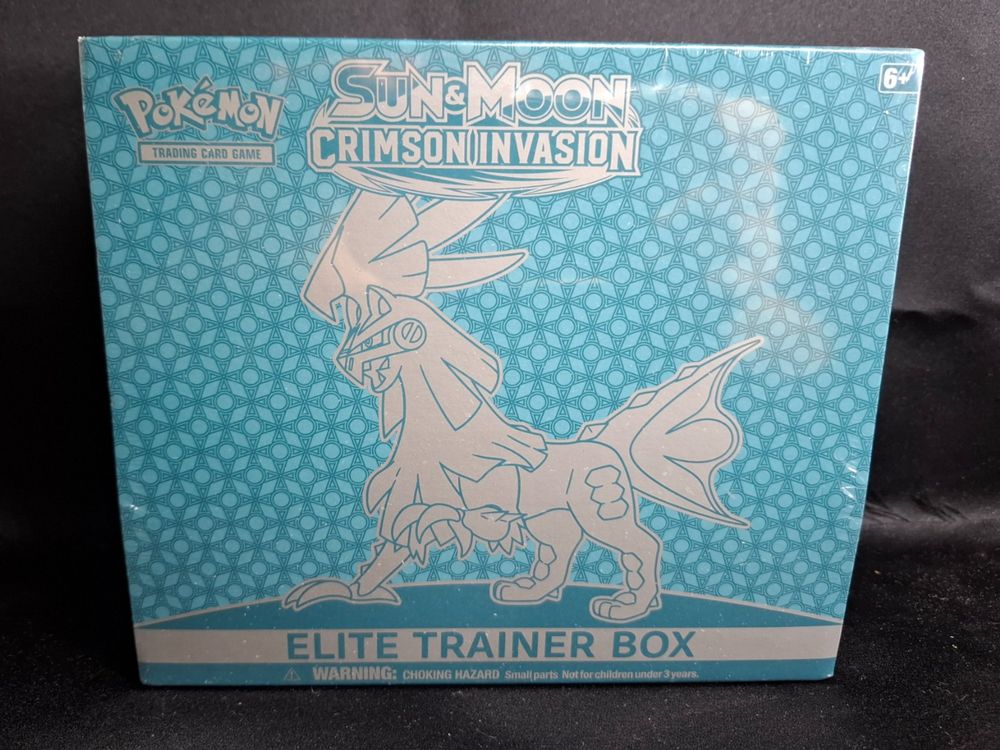 Pokémon
TRADING CARD GAME
SUN & MOON
CRIMSON INVASION
6+
ELITE TRAINER BOX
WARNING: CHOKING HAZARD Small parts Not for children under 3 years.